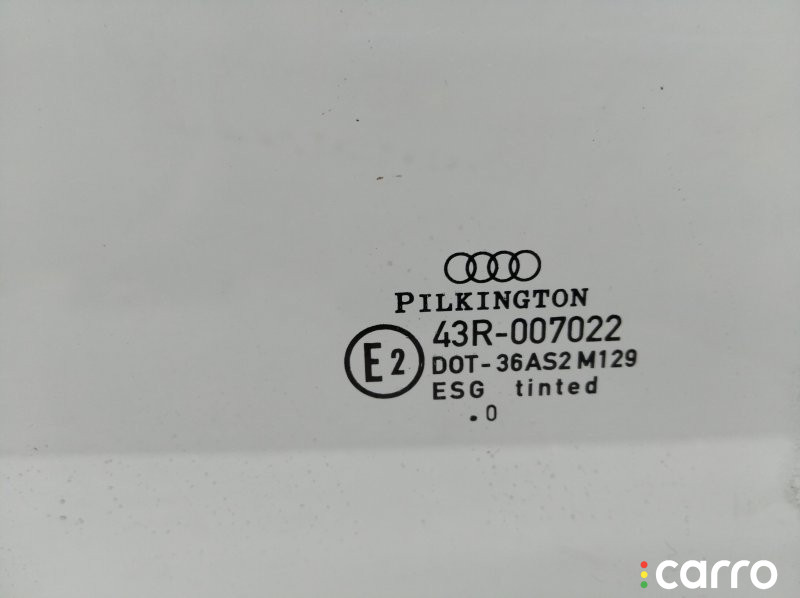 PILKINGTON
E2
43R-007022
DOT-36AS2 M129
ESG tinted
.0
carro